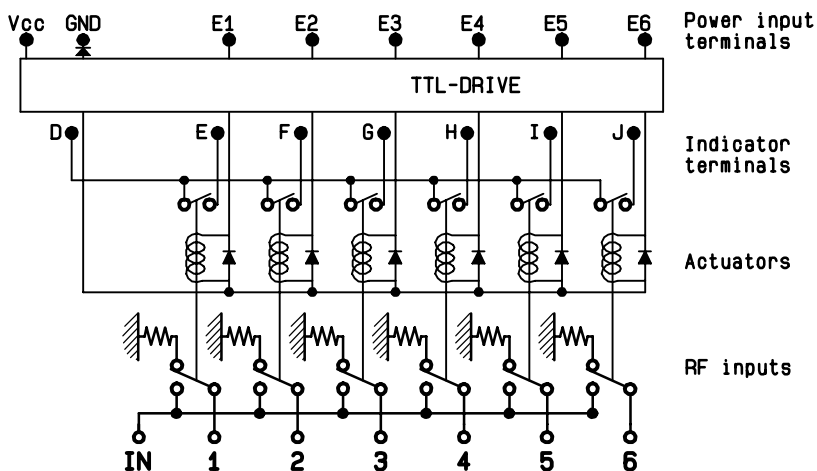 Vcc GND E1 E2 E3 E4 E5 E6 Power input
terminals
TTL-DRIVE
D E F G H I J Indicator
terminals
Actuators
RF inputs
IN 1 2 3 4 5 6